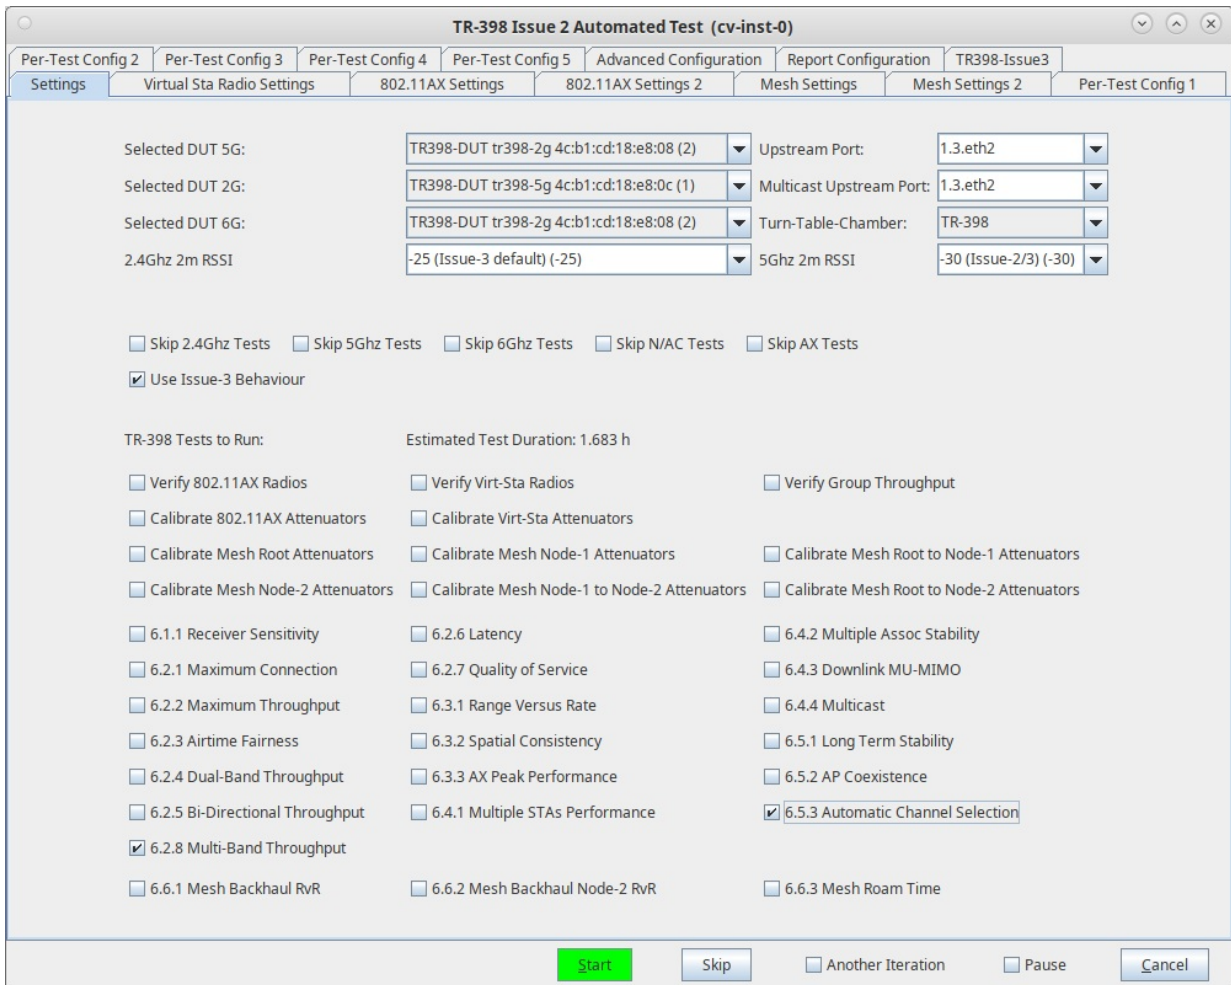 TR-398 Issue 2 Automated Test (cv-inst-0)
Per-Test Config 2 Per-Test Config 3 Per-Test Config 4 Per-Test Config 5 Advanced Configuration Report Configuration TR398-Issue3
Settings Virtual Sta Radio Settings 802.11AX Settings 802.11AX Settings 2 Mesh Settings Mesh Settings 2 Per-Test Config 1
Selected DUT 5G: TR398-DUT tr398-2g 4c:b1:cd:18:e8:08 (2) Upstream Port: 1.3.eth2
Selected DUT 2G: TR398-DUT tr398-5g 4c:b1:cd:18:e8:0c (1) Multicast Upstream Port: 1.3.eth2
Selected DUT 6G: TR398-DUT tr398-2g 4c:b1:cd:18:e8:08 (2) Turn-Table-Chamber: TR-398
2.4Ghz 2m RSSI -25 (Issue-3 default) (-25) 5Ghz 2m RSSI -30 (Issue-2/3) (-30)
Skip 2.4Ghz Tests Skip 5Ghz Tests Skip 6Ghz Tests Skip N/AC Tests Skip AX Tests
Use Issue-3 Behaviour
TR-398 Tests to Run: Estimated Test Duration: 1.683 h
Verify 802.11AX Radios Verify Virt-Sta Radios Verify Group Throughput
Calibrate 802.11AX Attenuators Calibrate Virt-Sta Attenuators
Calibrate Mesh Root Attenuators Calibrate Mesh Node-1 Attenuators Calibrate Mesh Root to Node-1 Attenuators
Calibrate Mesh Node-2 Attenuators Calibrate Mesh Node-1 to Node-2 Attenuators Calibrate Mesh Root to Node-2 Attenuators
6.1.1 Receiver Sensitivity 6.2.6 Latency 6.4.2 Multiple Assoc Stability
6.2.1 Maximum Connection 6.2.7 Quality of Service 6.4.3 Downlink MU-MIMO
6.2.2 Maximum Throughput 6.3.1 Range Versus Rate 6.4.4 Multicast
6.2.3 Airtime Fairness 6.3.2 Spatial Consistency 6.5.1 Long Term Stability
6.2.4 Dual-Band Throughput 6.3.3 AX Peak Performance 6.5.2 AP Coexistence
6.2.5 Bi-Directional Throughput 6.4.1 Multiple STAs Performance 6.5.3 Automatic Channel Selection
6.2.8 Multi-Band Throughput
6.6.1 Mesh Backhaul RvR 6.6.2 Mesh Backhaul Node-2 RvR 6.6.3 Mesh Roam Time
Start Skip Another Iteration Pause Cancel